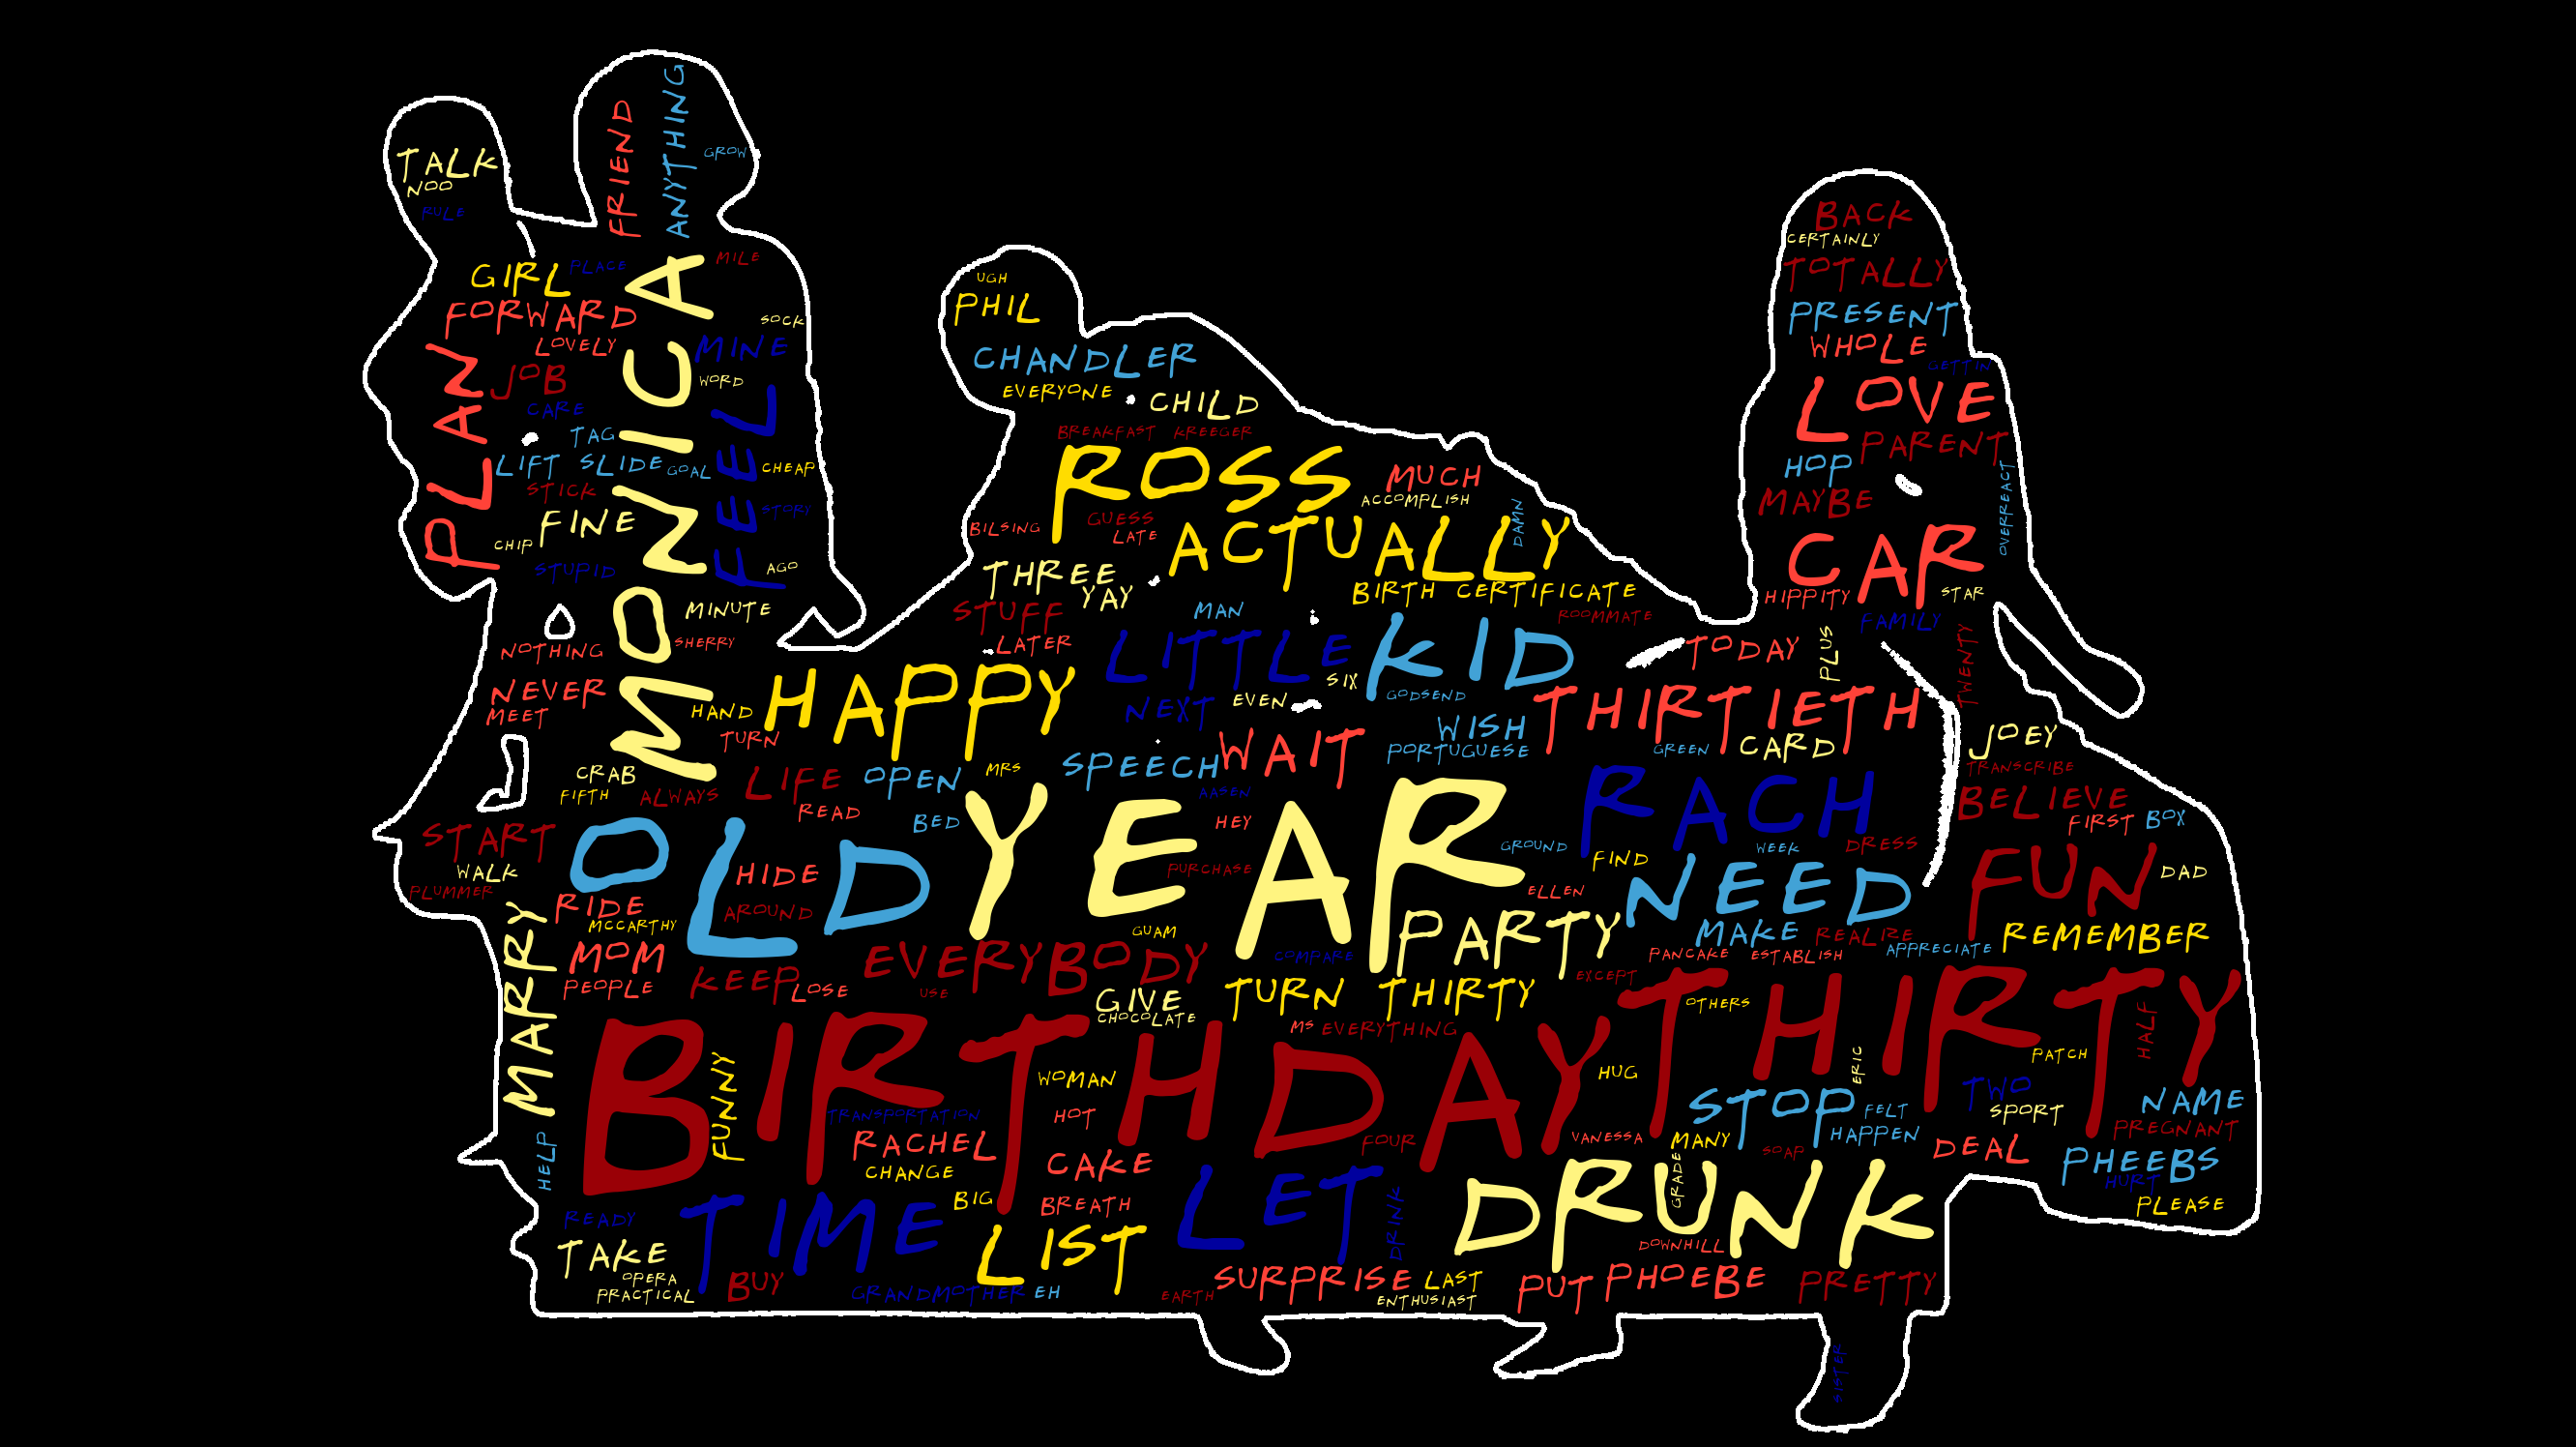 TALK
NOO
RULE
FRIEND
ANYTHING
GROW
GIRL
PLACE
MILE
FORWARD
LOVELY
SOCK
MINE
PLAN
JOB
MONICA
WORD
CARE
TAG
FEEL
LIFT SLIDE
GOAL
CHEAP
STICK
STORY
FINE
CHIP
STUPID
AGO
MINUTE
SHERRY
NOTHING
NEVER
MEET
HAND
TURN
CRAB
FIFTH
ALWAYS
UGH
PHIL
CHANDLER
EVERYONE
CHILD
BREAKFAST
KREEGER
ROSS
MUCH
ACCOMPLISH
BILSING
GUESS
LATE
DAMN
ACTUALLY
THREE
YAY
BIRTH CERTIFICATE
STUFF
MAN
ROOMMATE
LATER
LITTLE
KID
HAPPY
SIX
EVEN
GODSEND
NEXT
WISH
PORTUGUESE
BACK
CERTAINLY
TOTALLY
PRESENT
WHOLE
GETTIN
LOVE
PARENT
HOP
OVERREACT
MAYBE
CAR
HIPPITY
STAR
FAMILY
TODAY
PLUS
TWENTY
THIRTIETH
GREEN
CARD
JOEY
TRANSCRIBE
LIFE
OPEN
MRS
SPEECH
WAIT
READ
BED
AASEN
HEY
RACH
BELIEVE
FIRST
BOX
START
WALK
PLUMMER
OLD
HIDE
YEAR
PURCHASE
GROUND
FIND
WEEK
DRESS
ELLEN
NEED
FUN
DAD
RIDE
AROUND
MCCARTHY
GUAM
PARTY
MAKE
REALIRE
APPRECIATE
REMEMBER
MARRY
MOM
PEOPLE
KEEP
LOSE
EVERYBODY
USE
COMPARE
PANCAKE
ESTABLISH
GIVE
CHOCOLATE
TURN THIRTY
EXCEPT
MS
EVERYTHING
OTHERS
THIRTY
HALF
BIRTHDAY
FUNNY
WOMAN
HUG
ERIC
PATCH
HELP
TRANSPORTATION
HOT
STOP
FELT
TWO
SPORT
NAME
RACHEL
FOUR
VANESSA
MANY
HAPPEN
PREGNANT
CHANGE
CAKE
SOAP
DEAL
PHEEBS
HURT
BIG
BREATH
LET
DRINK
DRUNK
GRADE
PLEASE
READY
TIME
LIST
DOWNHILL
TAKE
OPERA
PRACTICAL
BUY
GRANDMOTHER
EH
EARTH
SURPRISE
LAST
ENTHUSIAST
PUT
PHOEBE
PRETTY
SISTER